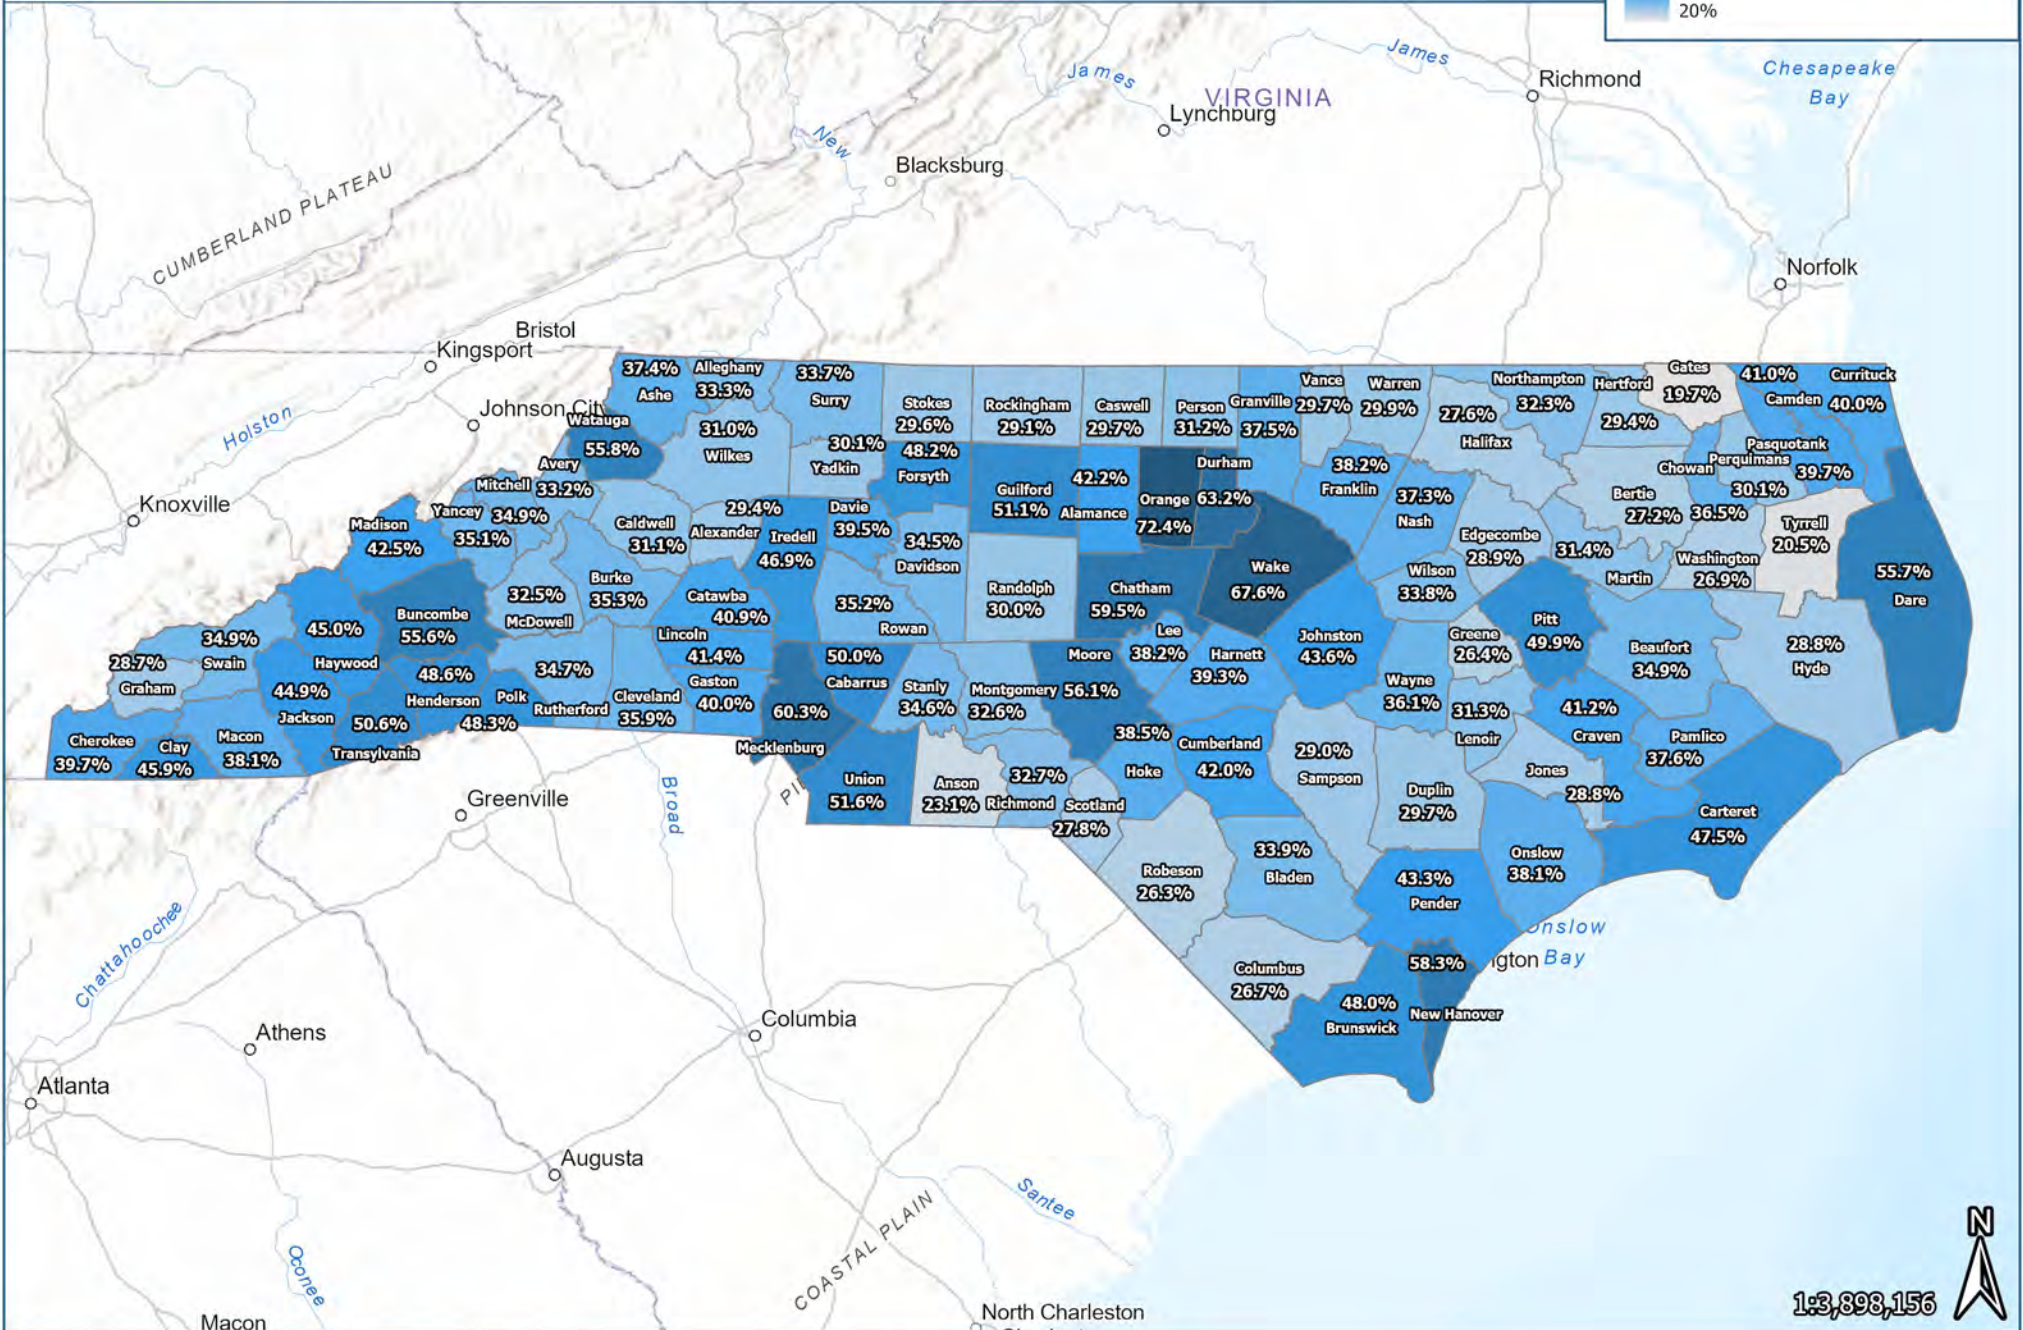 20%
James
James
Richmond
Chesapeake
Bay
VIRGINIA
Lynchburg
New
Blacksburg
CUMBERLAND PLATEAU
Norfolk
Bristol
Kingsport
Johnson City
Holston
Knoxville
37.4%
Ashe
Alleghany
33.3%
33.7%
Surry
Stokes
29.6%
Rockingham
29.1%
Caswell
29.7%
Person
31.2%
Granville
37.5%
Vance
29.7%
Warren
29.9%
27.6%
Halifax
Northampton
32.3%
Hertford
29.4%
Gates
19.7%
41.0%
Camden
Currituck
40.0%
Watauga
55.8%
31.0%
Wilkes
30.1%
Yadkin
48.2%
Forsyth
Guilford
51.1%
42.2%
Alamance
Orange
72.4%
Durham
63.2%
38.2%
Franklin
37.3%
Nash
Edgecombe
28.9%
Bertie
27.2%
Chowan
36.5%
Perquimans
30.1%
Pasquotank
39.7%
Avery
33.2%
Mitchell
34.9%
Yancey
35.1%
Madison
42.5%
Caldwell
31.1%
29.4%
Alexander
Iredell
46.9%
Davie
39.5%
34.5%
Davidson
Randolph
30.0%
Chatham
59.5%
Wake
67.6%
Wilson
33.8%
31.4%
Martin
Washington
26.9%
Tyrrell
20.5%
55.7%
Dare
Buncombe
55.6%
32.5%
McDowell
Burke
35.3%
Catawba
40.9%
Lincoln
41.4%
35.2%
Rowan
Lee
38.2%
Harnett
39.3%
Johnston
43.6%
Greene
26.4%
Pitt
49.9%
Beaufort
34.9%
28.8%
Hyde
28.7%
Graham
34.9%
Swain
45.0%
Haywood
44.9%
Jackson
48.6%
Henderson
Polk
48.3%
34.7%
Rutherford
Cleveland
35.9%
Gaston
40.0%
60.3%
Mecklenburg
50.0%
Cabarrus
Stanly
34.6%
Montgomery
32.6%
Moore
56.1%
Wayne
36.1%
31.3%
Lenoir
41.2%
Craven
Pamlico
37.6%
Cherokee
39.7%
Clay
45.9%
Macon
38.1%
50.6%
Transylvania
Union
51.6%
Anson
23.1%
32.7%
Richmond
Scotland
27.8%
38.5%
Hoke
Cumberland
42.0%
29.0%
Sampson
Duplin
29.7%
Jones
28.8%
Carteret
47.5%
Onslow
38.1%
Robeson
26.3%
33.9%
Bladen
43.3%
Pender
Columbus
26.7%
48.0%
Brunswick
58.3%
New Hanover
Onslow
Bay
ngton
Greenville
Broad
PI
Chattahoochee
Athens
Atlanta
Columbia
Augusta
Oconee
Macon
Santee
COASTAL PLAIN
North Charleston
N
1:3,898,156